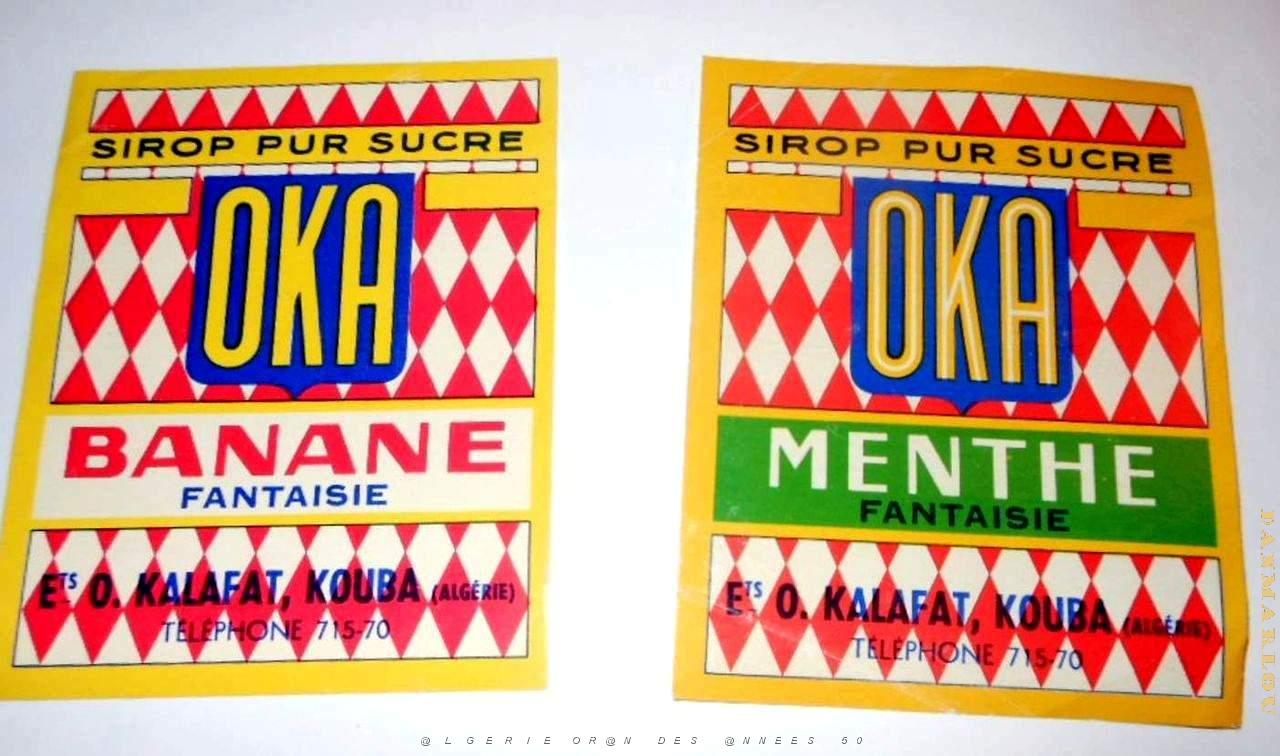 SIROP PUR SUCRE
OKA
BANANE
FANTAISIE
ETS O. KALAFAT, KOUBA (ALGÉRIE)
TÉLÉPHONE 715-70
SIROP PUR SUCRE
OKA
MENTHE
FANTAISIE
ETS O. KALAFAT, KOUBA (ALGÉRIE)
TÉLÉPHONE 715-70
PAXMARLOU
@LGERIE OR@N DES @NNEES 50